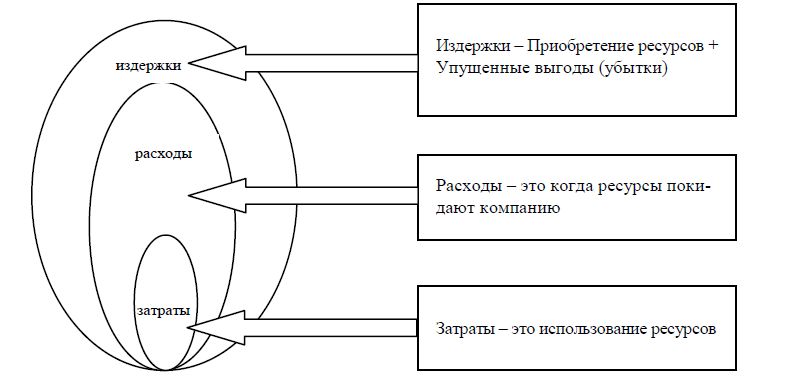 издержки
Издержки – Приобретение ресурсов +
Упущенные выгоды (убытки)
расходы
Расходы – это когда ресурсы поки-
дают компанию
затраты
Затраты – это использование ресурсов